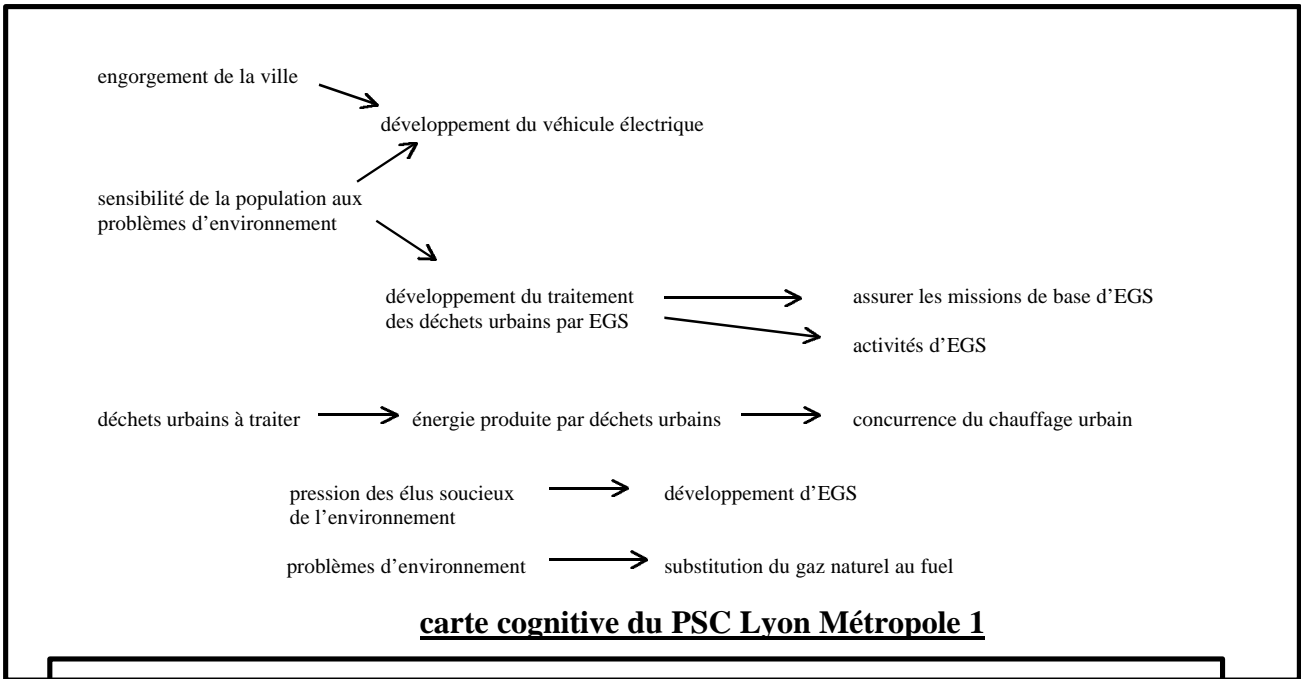 engorgement de la ville
développement du véhicule électrique
sensibilité de la population aux
problèmes d’environnement
développement du traitement
des déchets urbains par EGS
assurer les missions de base d’EGS
activités d’EGS
déchets urbains à traiter
énergie produite par déchets urbains
concurrence du chauffage urbain
pression des élus soucieux
de l’environnement
développement d’EGS
problèmes d’environnement
substitution du gaz naturel au fuel
carte cognitive du PSC Lyon Métropole 1